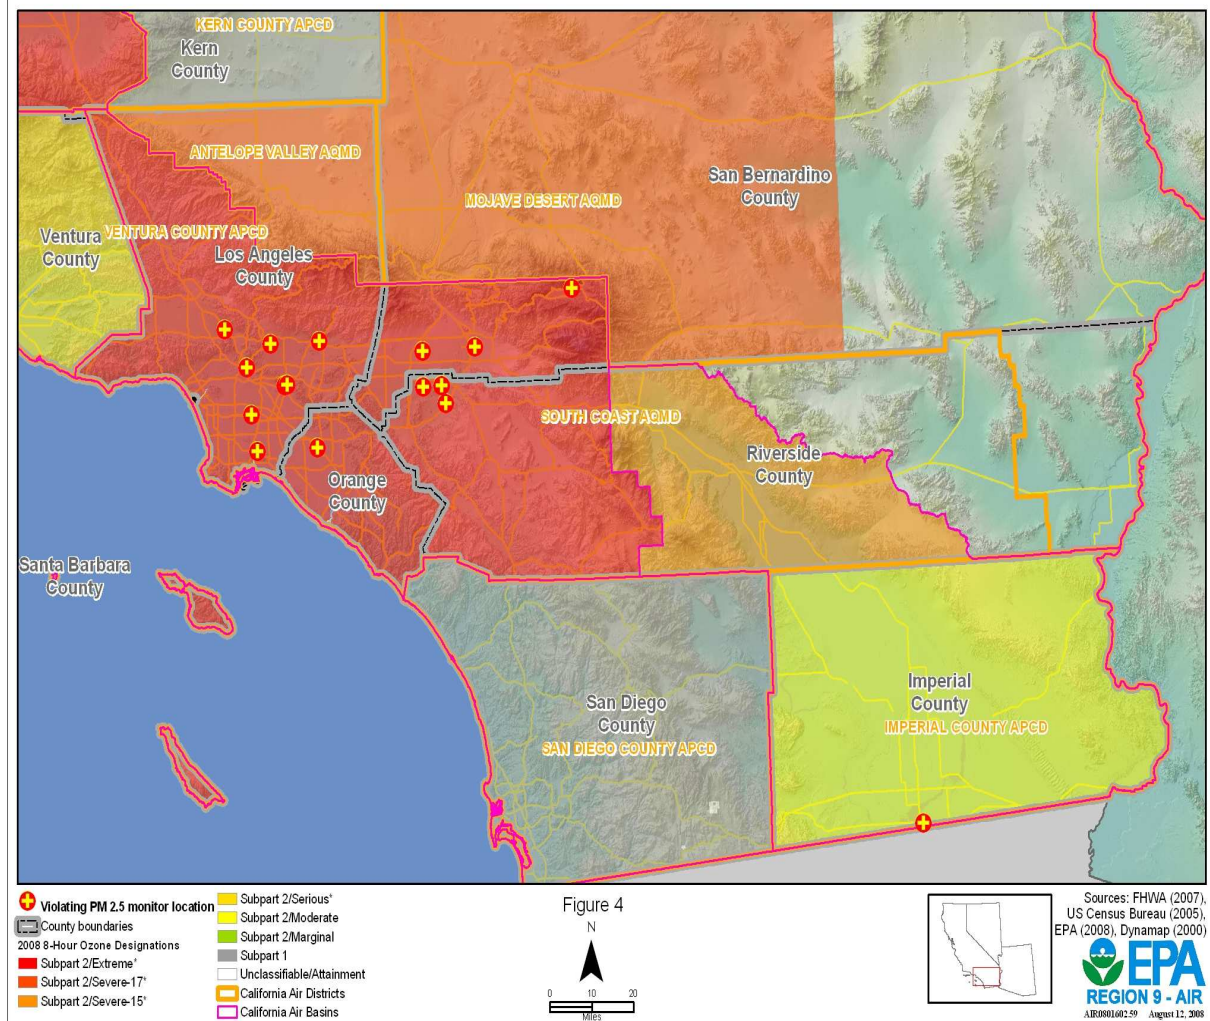 KERN COUNTY APCD
Kern
County
ANTELOPE VALLEY AQMD
San Bernardino
County
MOJAVE DESERT AQMD
Ventura
County
VENTURA COUNTY APCD
Los Angeles
County
SOUTH COAST AQMD
Riverside
County
Orange
County
Santa Barbara
County
San Diego
County
SAN DIEGO COUNTY APCD
Imperial
County
IMPERIAL COUNTY APCD
Violating PM 2.5 monitor location
County boundaries
2008 8-Hour Ozone Designations
Subpart 2/Extreme*
Subpart 2/Severe-17*
Subpart 2/Severe-15*
Subpart 2/Serious*
Subpart 2/Moderate
Subpart 2/Marginal
Subpart 1
Unclassifiable/Attainment
California Air Districts
California Air Basins
Figure 4
N
0 10 20
Miles
Sources: FHWA (2007),
US Census Bureau (2005),
EPA (2008), Dynamap (2000)
EPA
REGION 9 - AIR
AIR0801602.59 August 12, 2008